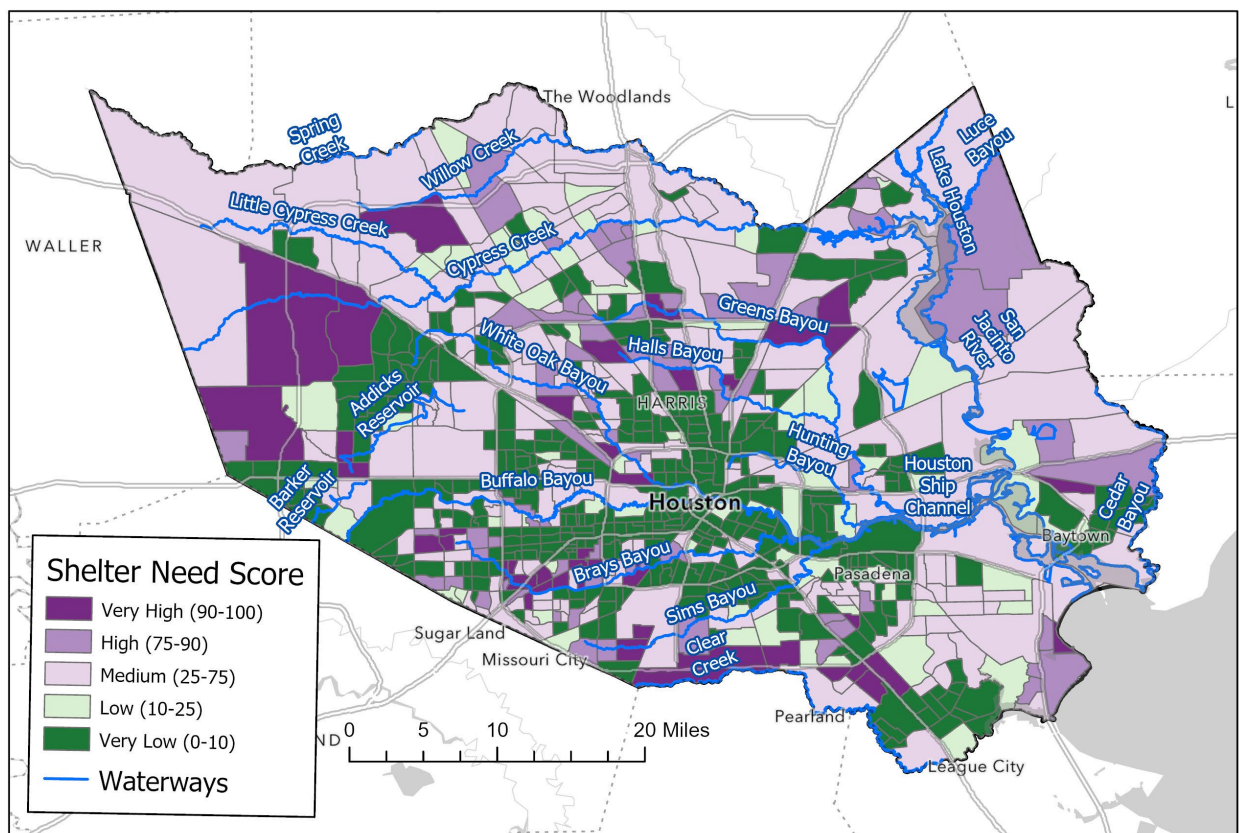 The Woodlands
L
Spring
Creek
Willow Creek
Luce
Bayou
Lake Houston
Little Cypress Creek
WALLER
Cypress Creek
Greens Bayou
San
Jacinto
River
White Oak Bayou
Halls Bayou
Addicks
Reservoir
HARRIS
Hunting
Bayou
Houston
Ship
Channel
Barker
Reservoir
Buffalo Bayou
Houston
Cedar
Bayou
Baytown
Brays Bayou
Pasadena
Sims Bayou
Sugar Land
Missouri City
Clear
Creek
Pearland
League City
ND
0 5 10 20 Miles
Shelter Need Score
Very High (90-100)
High (75-90)
Medium (25-75)
Low (10-25)
Very Low (0-10)
Waterways